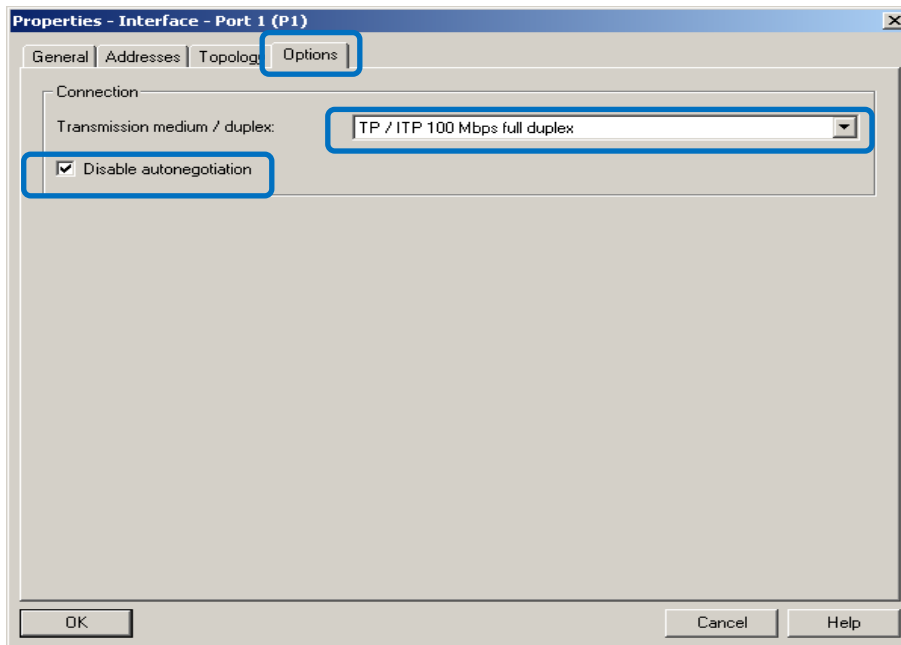 Properties - Interface - Port 1 (P1)
General Addresses Topology Options
Connection
Transmission medium / duplex: TP / ITP 100 Mbps full duplex
Disable autonegotiation
OK Cancel Help